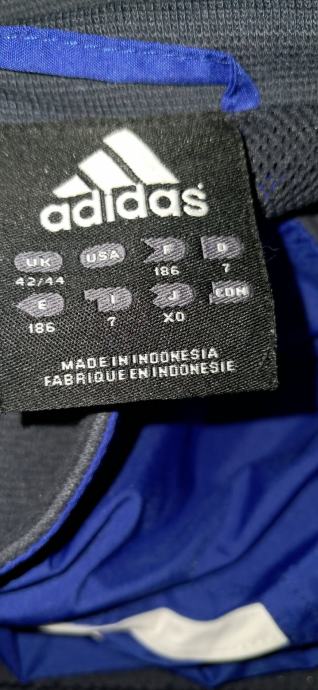 adidas
UK USA F D
42/44 186 7
E I J CDN
186 7 XO
MADE IN INDONESIA
FABRIQUE EN INDONESIE